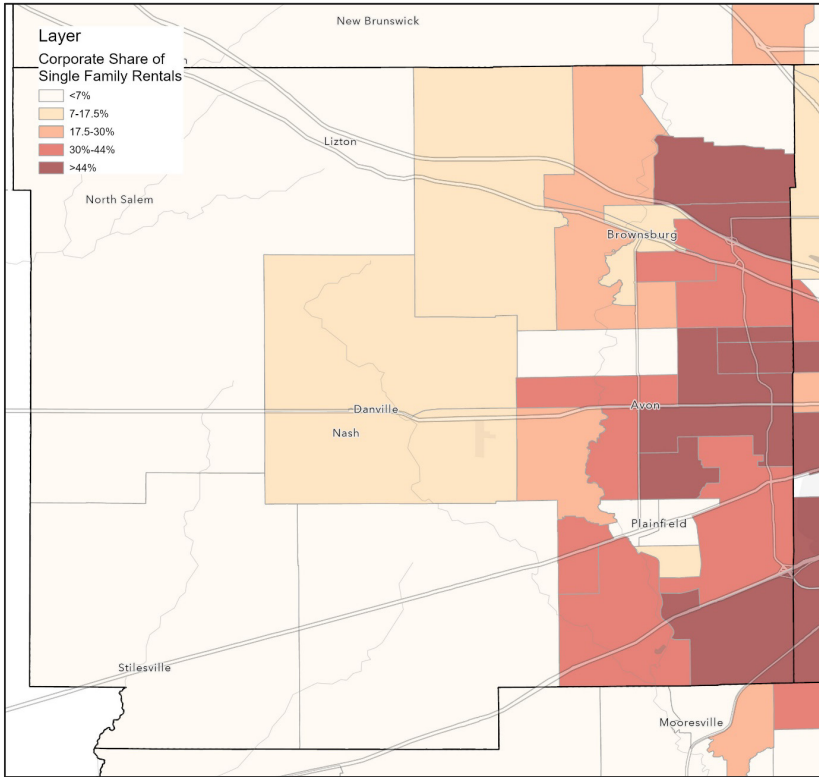 New Brunswick
Layer
Corporate Share of
Single Family Rentals
<7%
7-17.5%
17.5-30%
30%-44%
>44%
Lizton
North Salem
Brownsburg
Danville
Avon
Nash
Plainfield
Stilesville
Mooresville